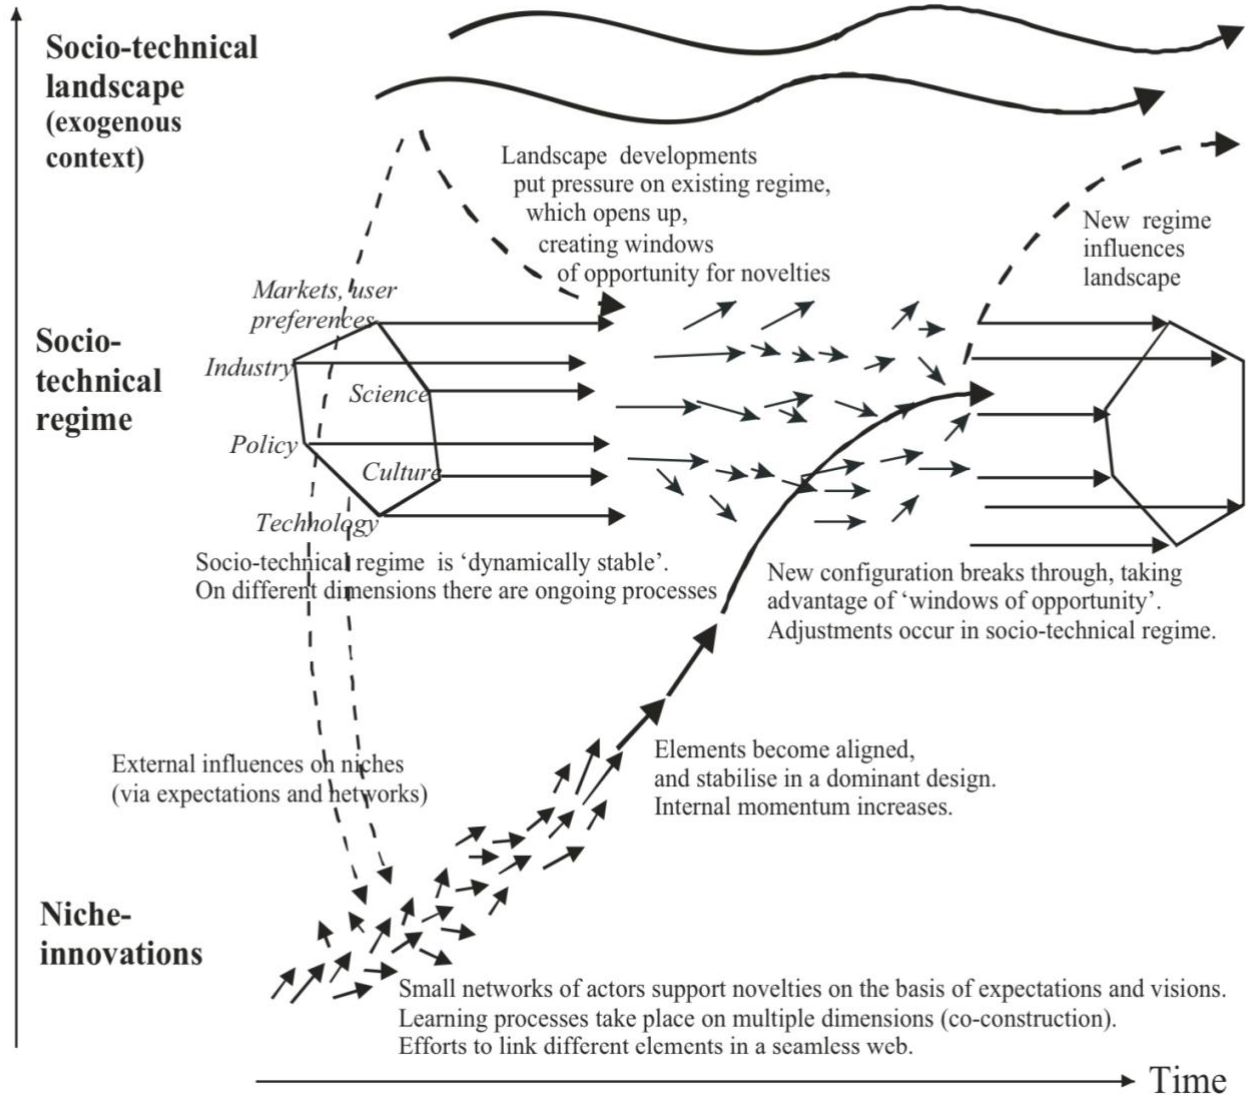 Socio-technical
landscape
(exogenous
context)
Landscape developments
put pressure on existing regime,
which opens up,
creating windows
of opportunity for novelties
New regime
influences
landscape
Markets, user
preferences
Socio-
technical
regime
Industry
Science
Policy
Culture
Technology
Socio-technical regime is ‘dynamically stable’.
On different dimensions there are ongoing processes
New configuration breaks through, taking
advantage of ‘windows of opportunity’.
Adjustments occur in socio-technical regime.
External influences on niches
(via expectations and networks)
Elements become aligned,
and stabilise in a dominant design.
Internal momentum increases.
Niche-
innovations
Small networks of actors support novelties on the basis of expectations and visions.
Learning processes take place on multiple dimensions (co-construction).
Efforts to link different elements in a seamless web.
Time